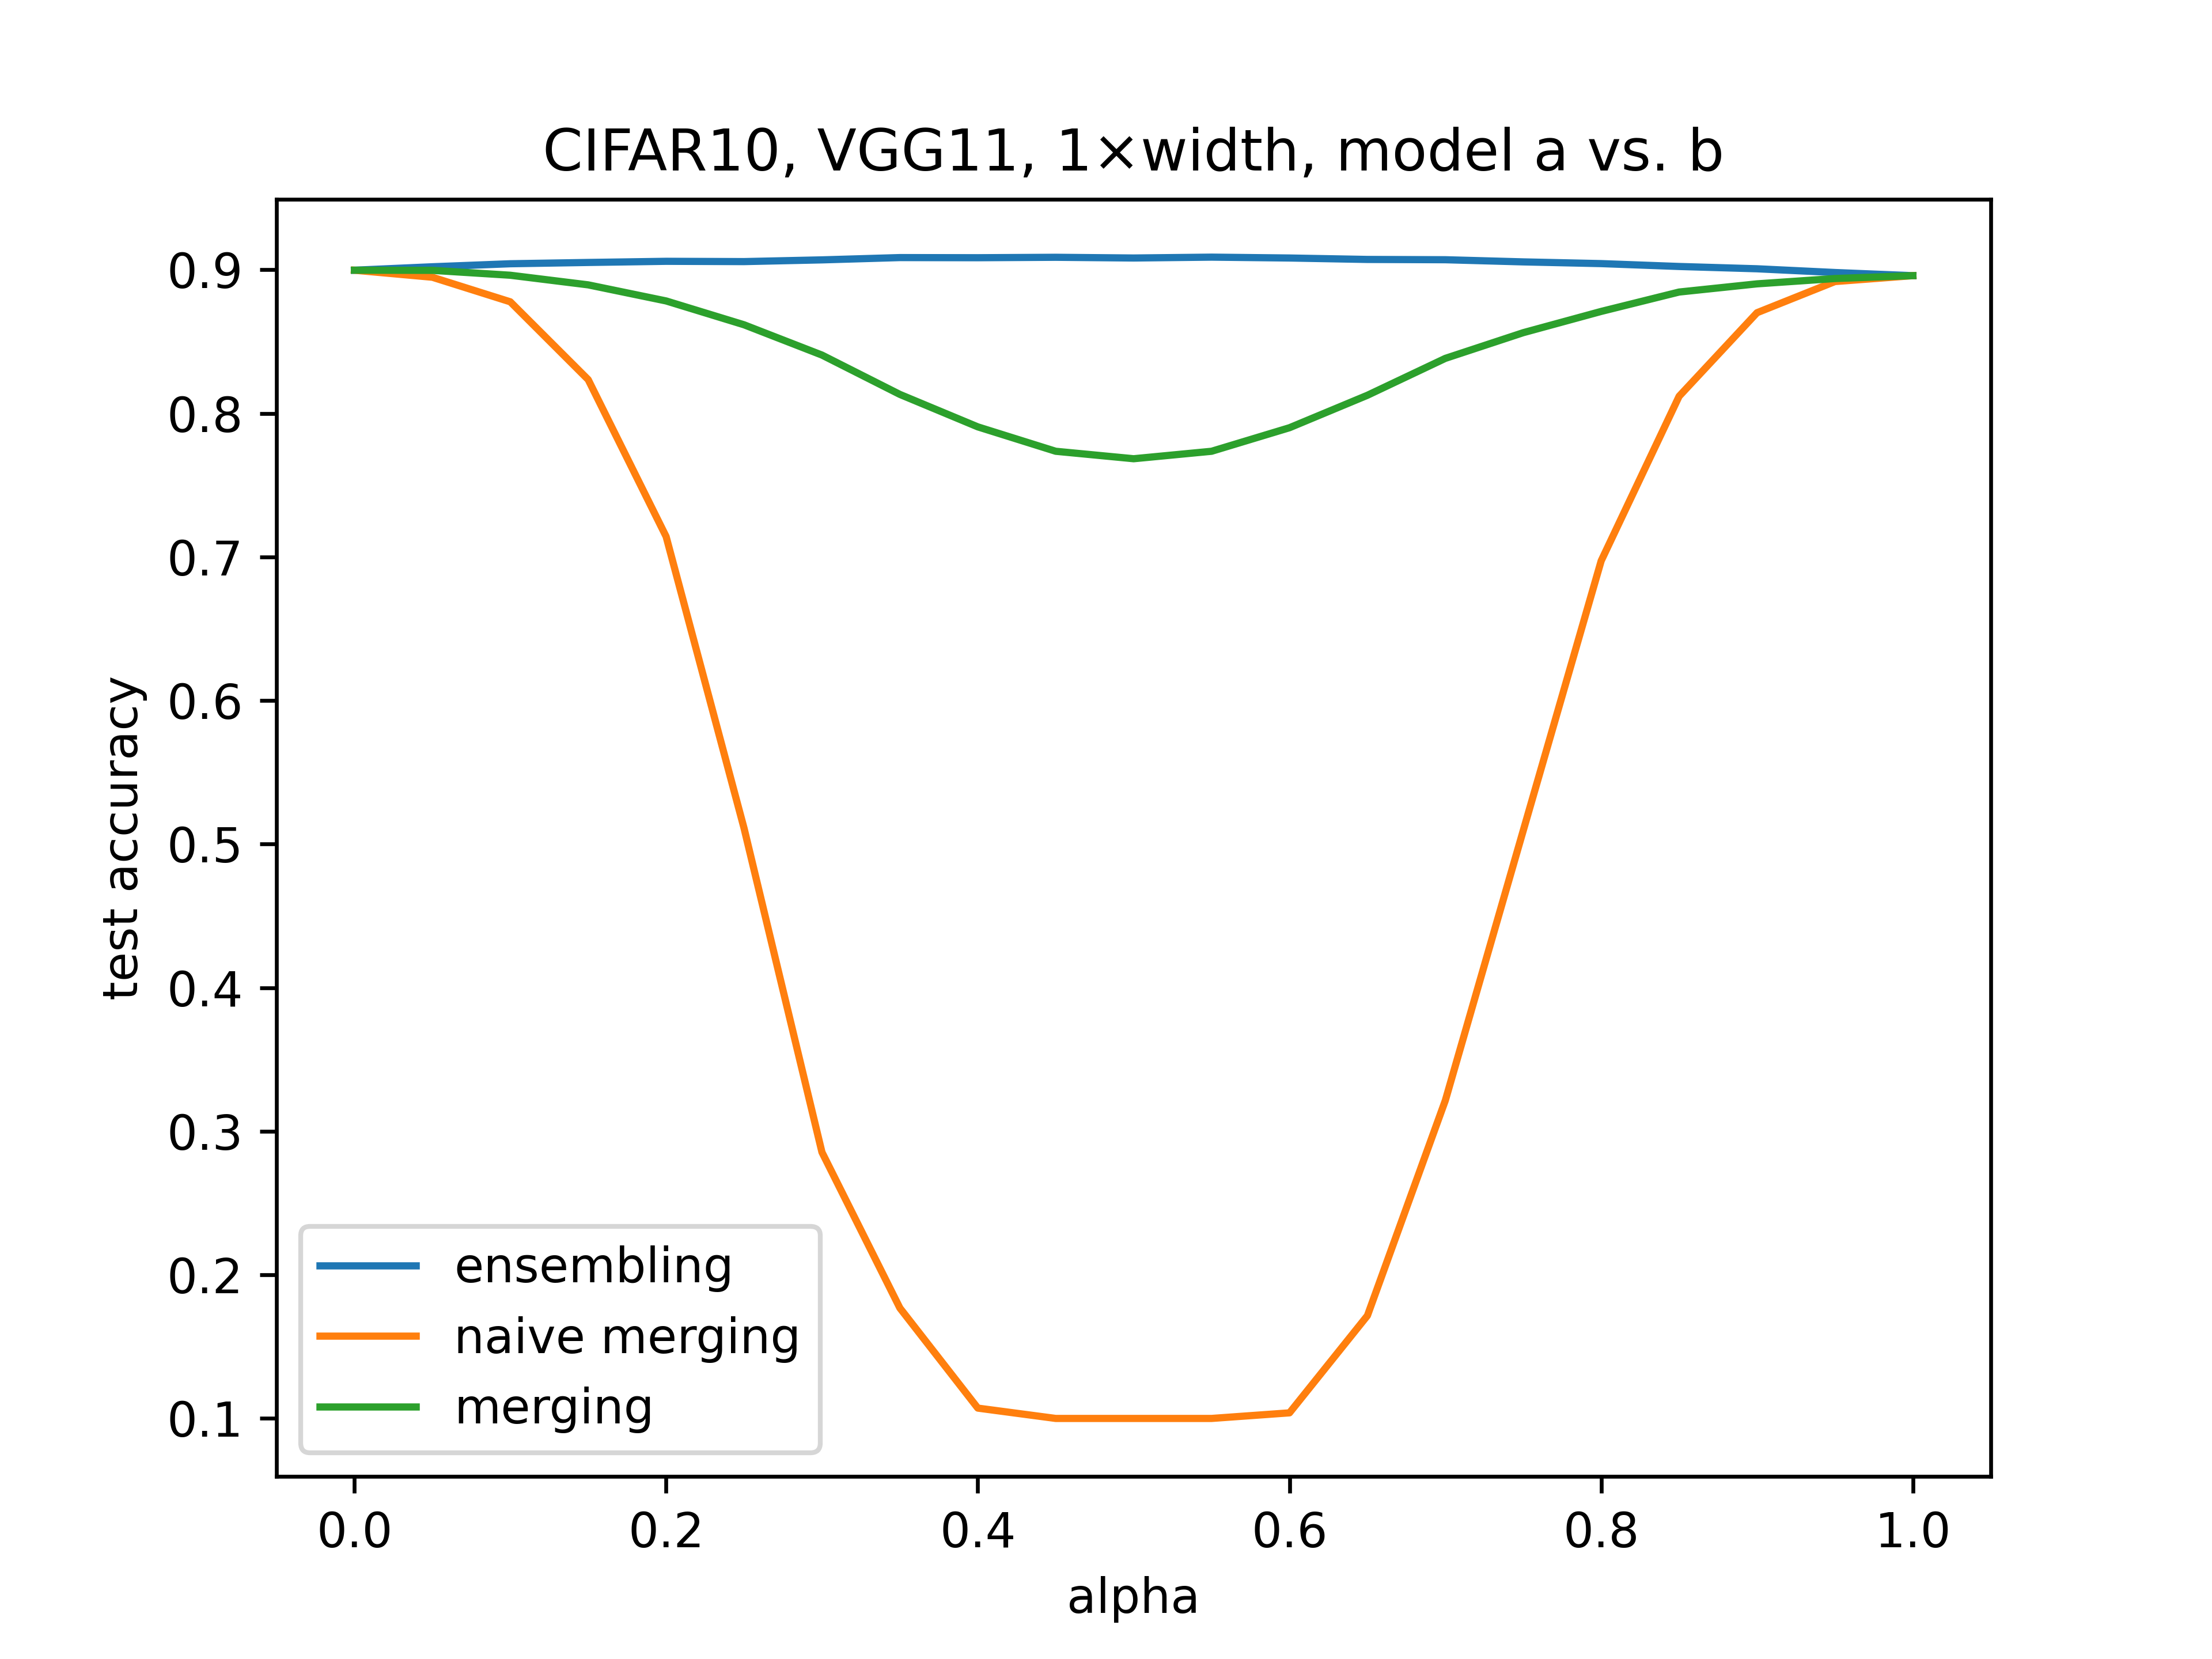 CIFAR10, VGG11, 1×width, model a vs. b
test accuracy
0.9
0.8
0.7
0.6
0.5
0.4
0.3
0.2
0.1
ensembling
naive merging
merging
0.0 0.2 0.4 0.6 0.8 1.0
alpha